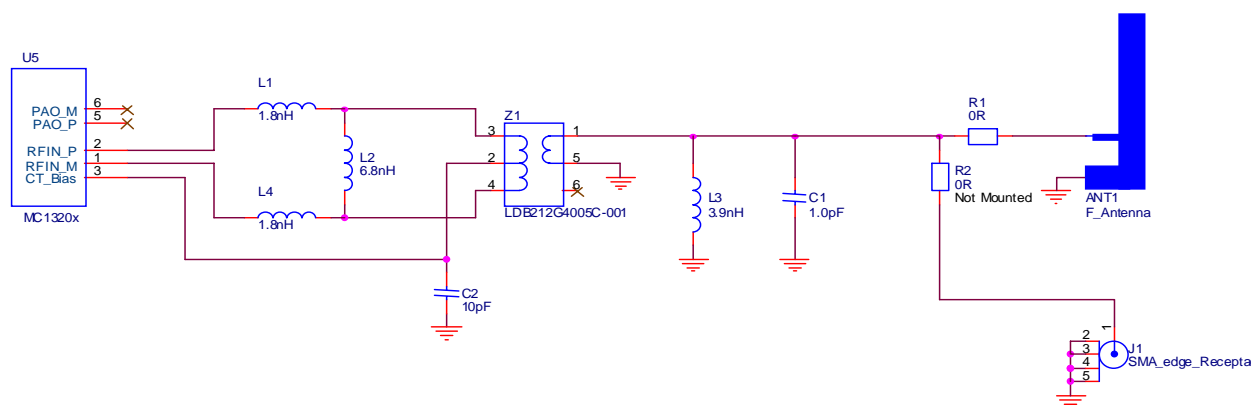 U5
PAO_M
PAO_P
RFIN_P
RFIN_M
CT_Bias
6
5
2
1
3
MC1320x
L1
1.8nH
L2
6.8nH
L4
1.8nH
Z1
3
2
4
1
5
6
LDB212G4005C-001
C2
10pF
L3
3.9nH
C1
1.0pF
R1
0R
R2
0R
Not Mounted
ANT1
F_Antenna
1
2
3
4
5
J1
SMA_edge_Recepta